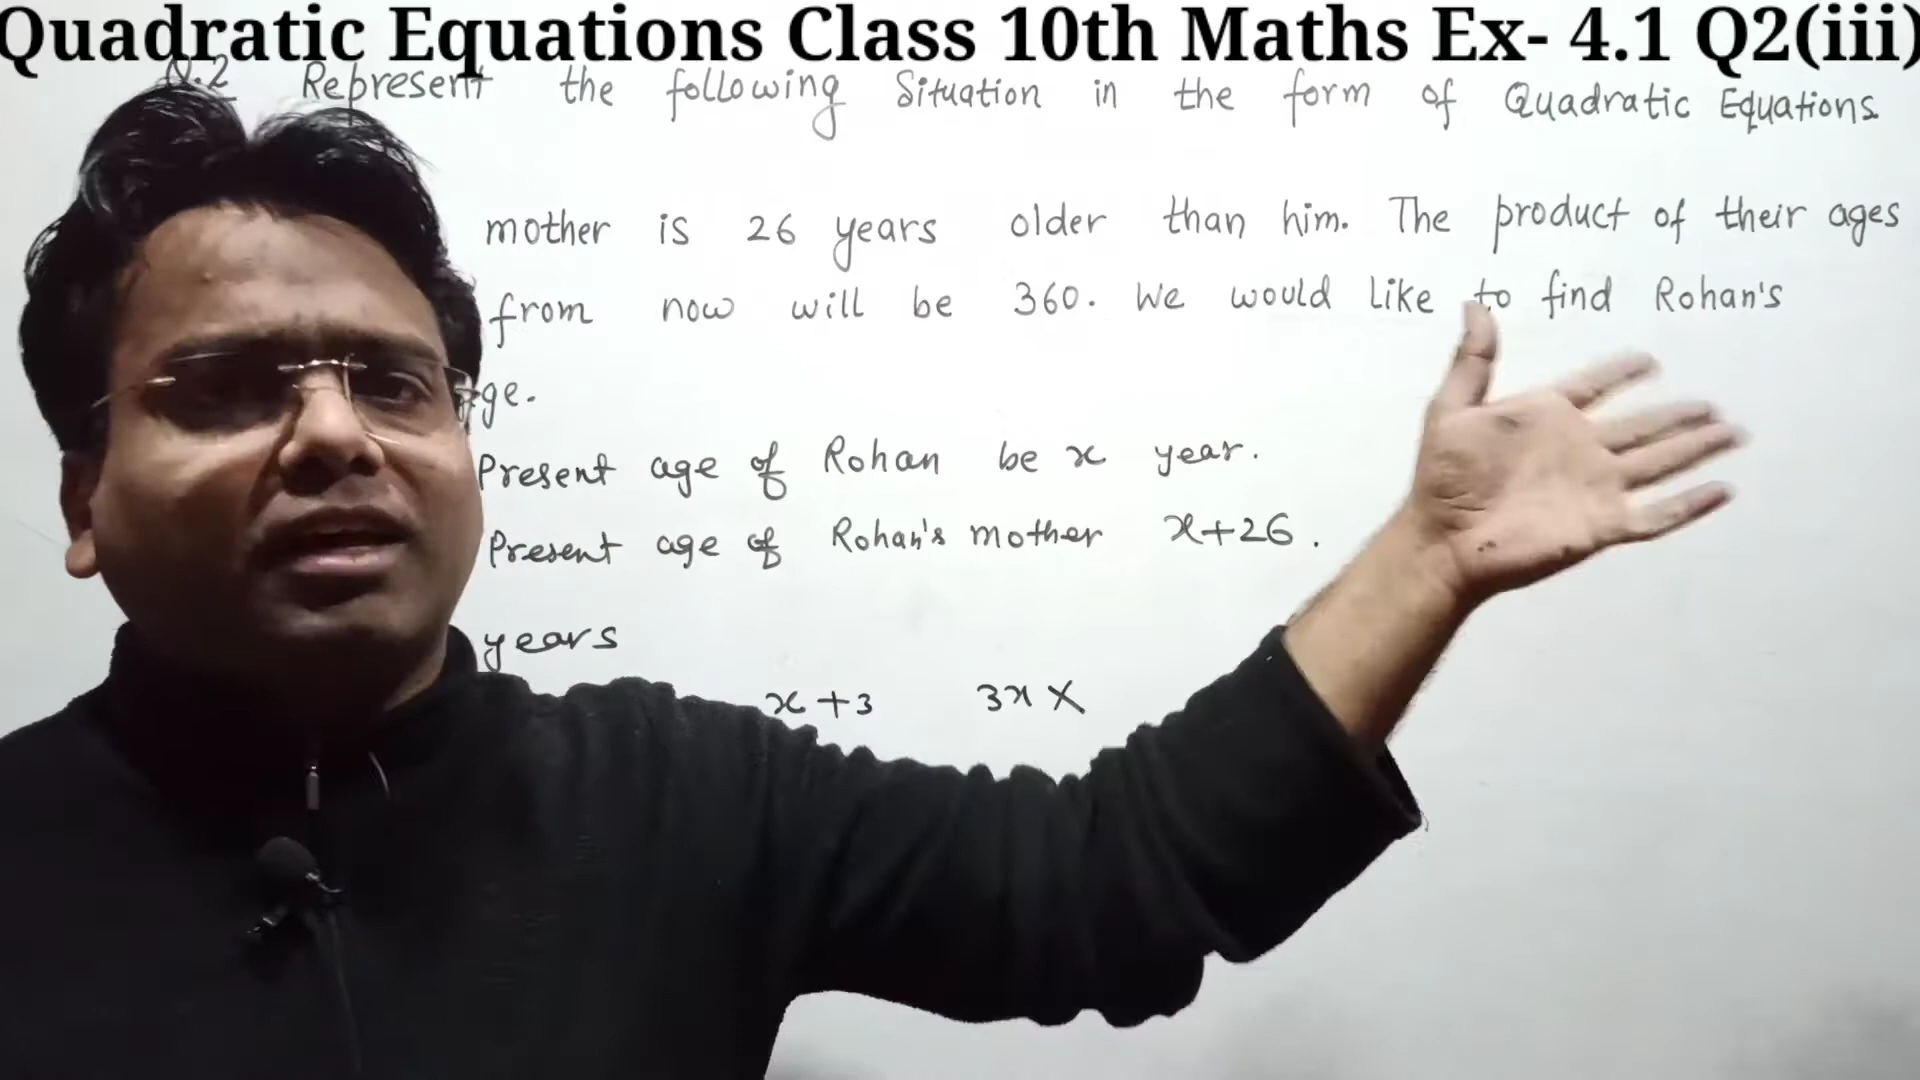 Quadratic Equations Class 10th Maths Ex- 4.1 Q2(iii)
Q.2 Represent the following Situation in the form of Quadratic Equations
mother is 26 years older than him. The product of their ages
from now will be 360. We would like to find Rohan's
ge.
Present age of Rohan be x year.
Present age of Rohan's mother x+26.
years
x+3 3x X